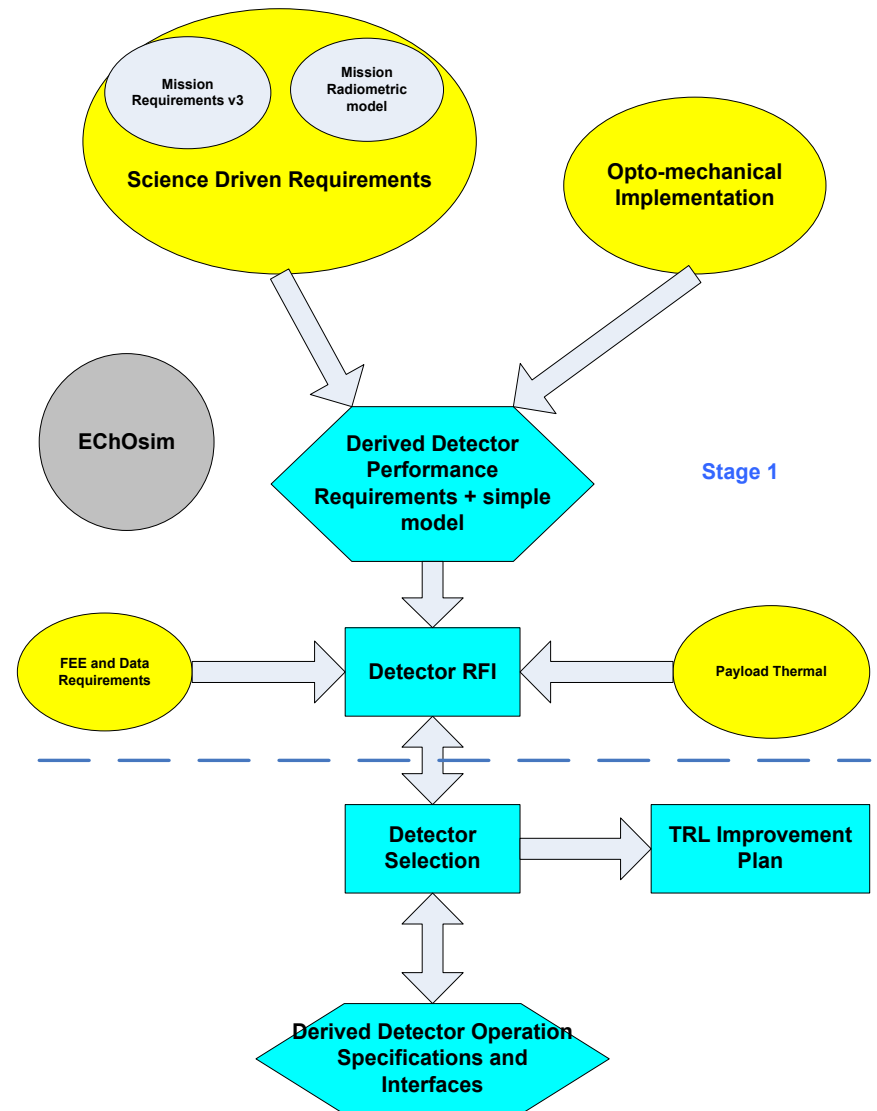 Mission
Requirements v3
Mission
Radiometric
model
Science Driven Requirements
Opto-mechanical
Implementation
EChOsim
Derived Detector
Performance
Requirements + simple
model
Stage 1
FEE and Data
Requirements
Detector RFI
Payload Thermal
Detector
Selection
TRL Improvement
Plan
Derived Detector Operation
Specifications and
Interfaces